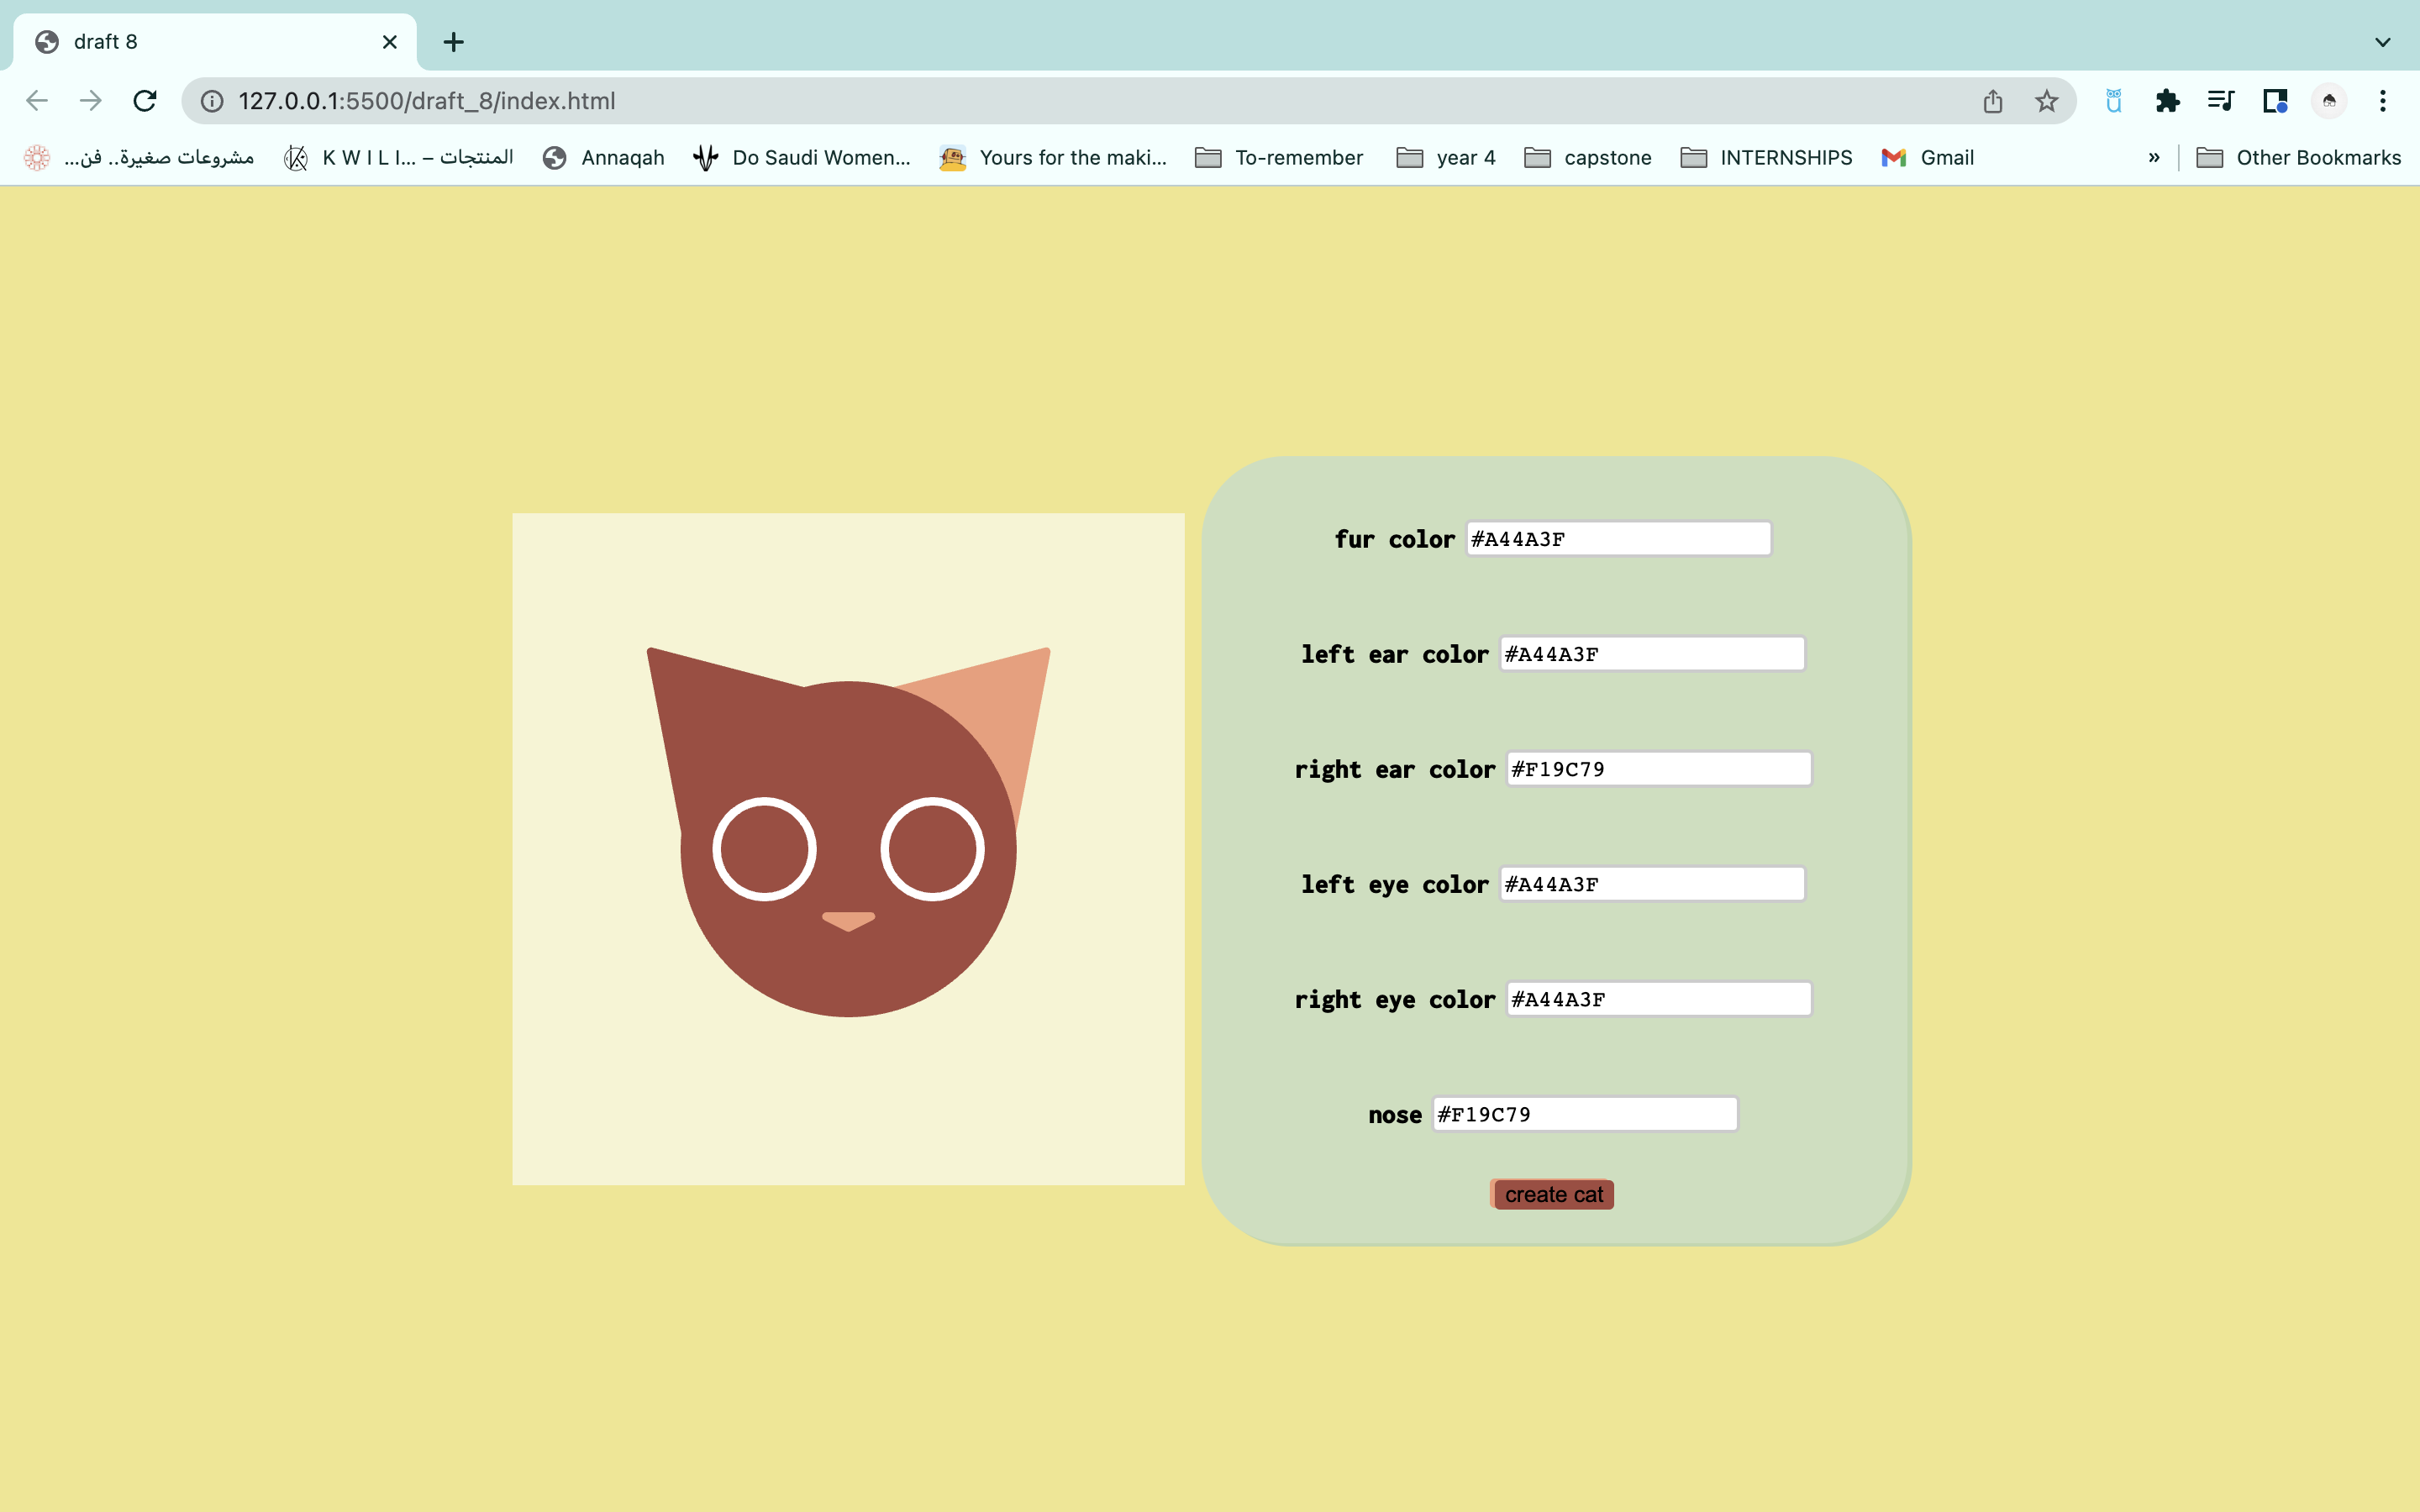 draft 8
127.0.0.1:5500/draft_8/index.html
مشروعات صغيرة.. فن...
K W I L I... – المنتجات
Annaqah
Do Saudi Women...
Yours for the maki...
To-remember
year 4
capstone
INTERNSHIPS
Gmail
»
Other Bookmarks
fur color #A44A3F
left ear color #A44A3F
right ear color #F19C79
left eye color #A44A3F
right eye color #A44A3F
nose #F19C79
create cat